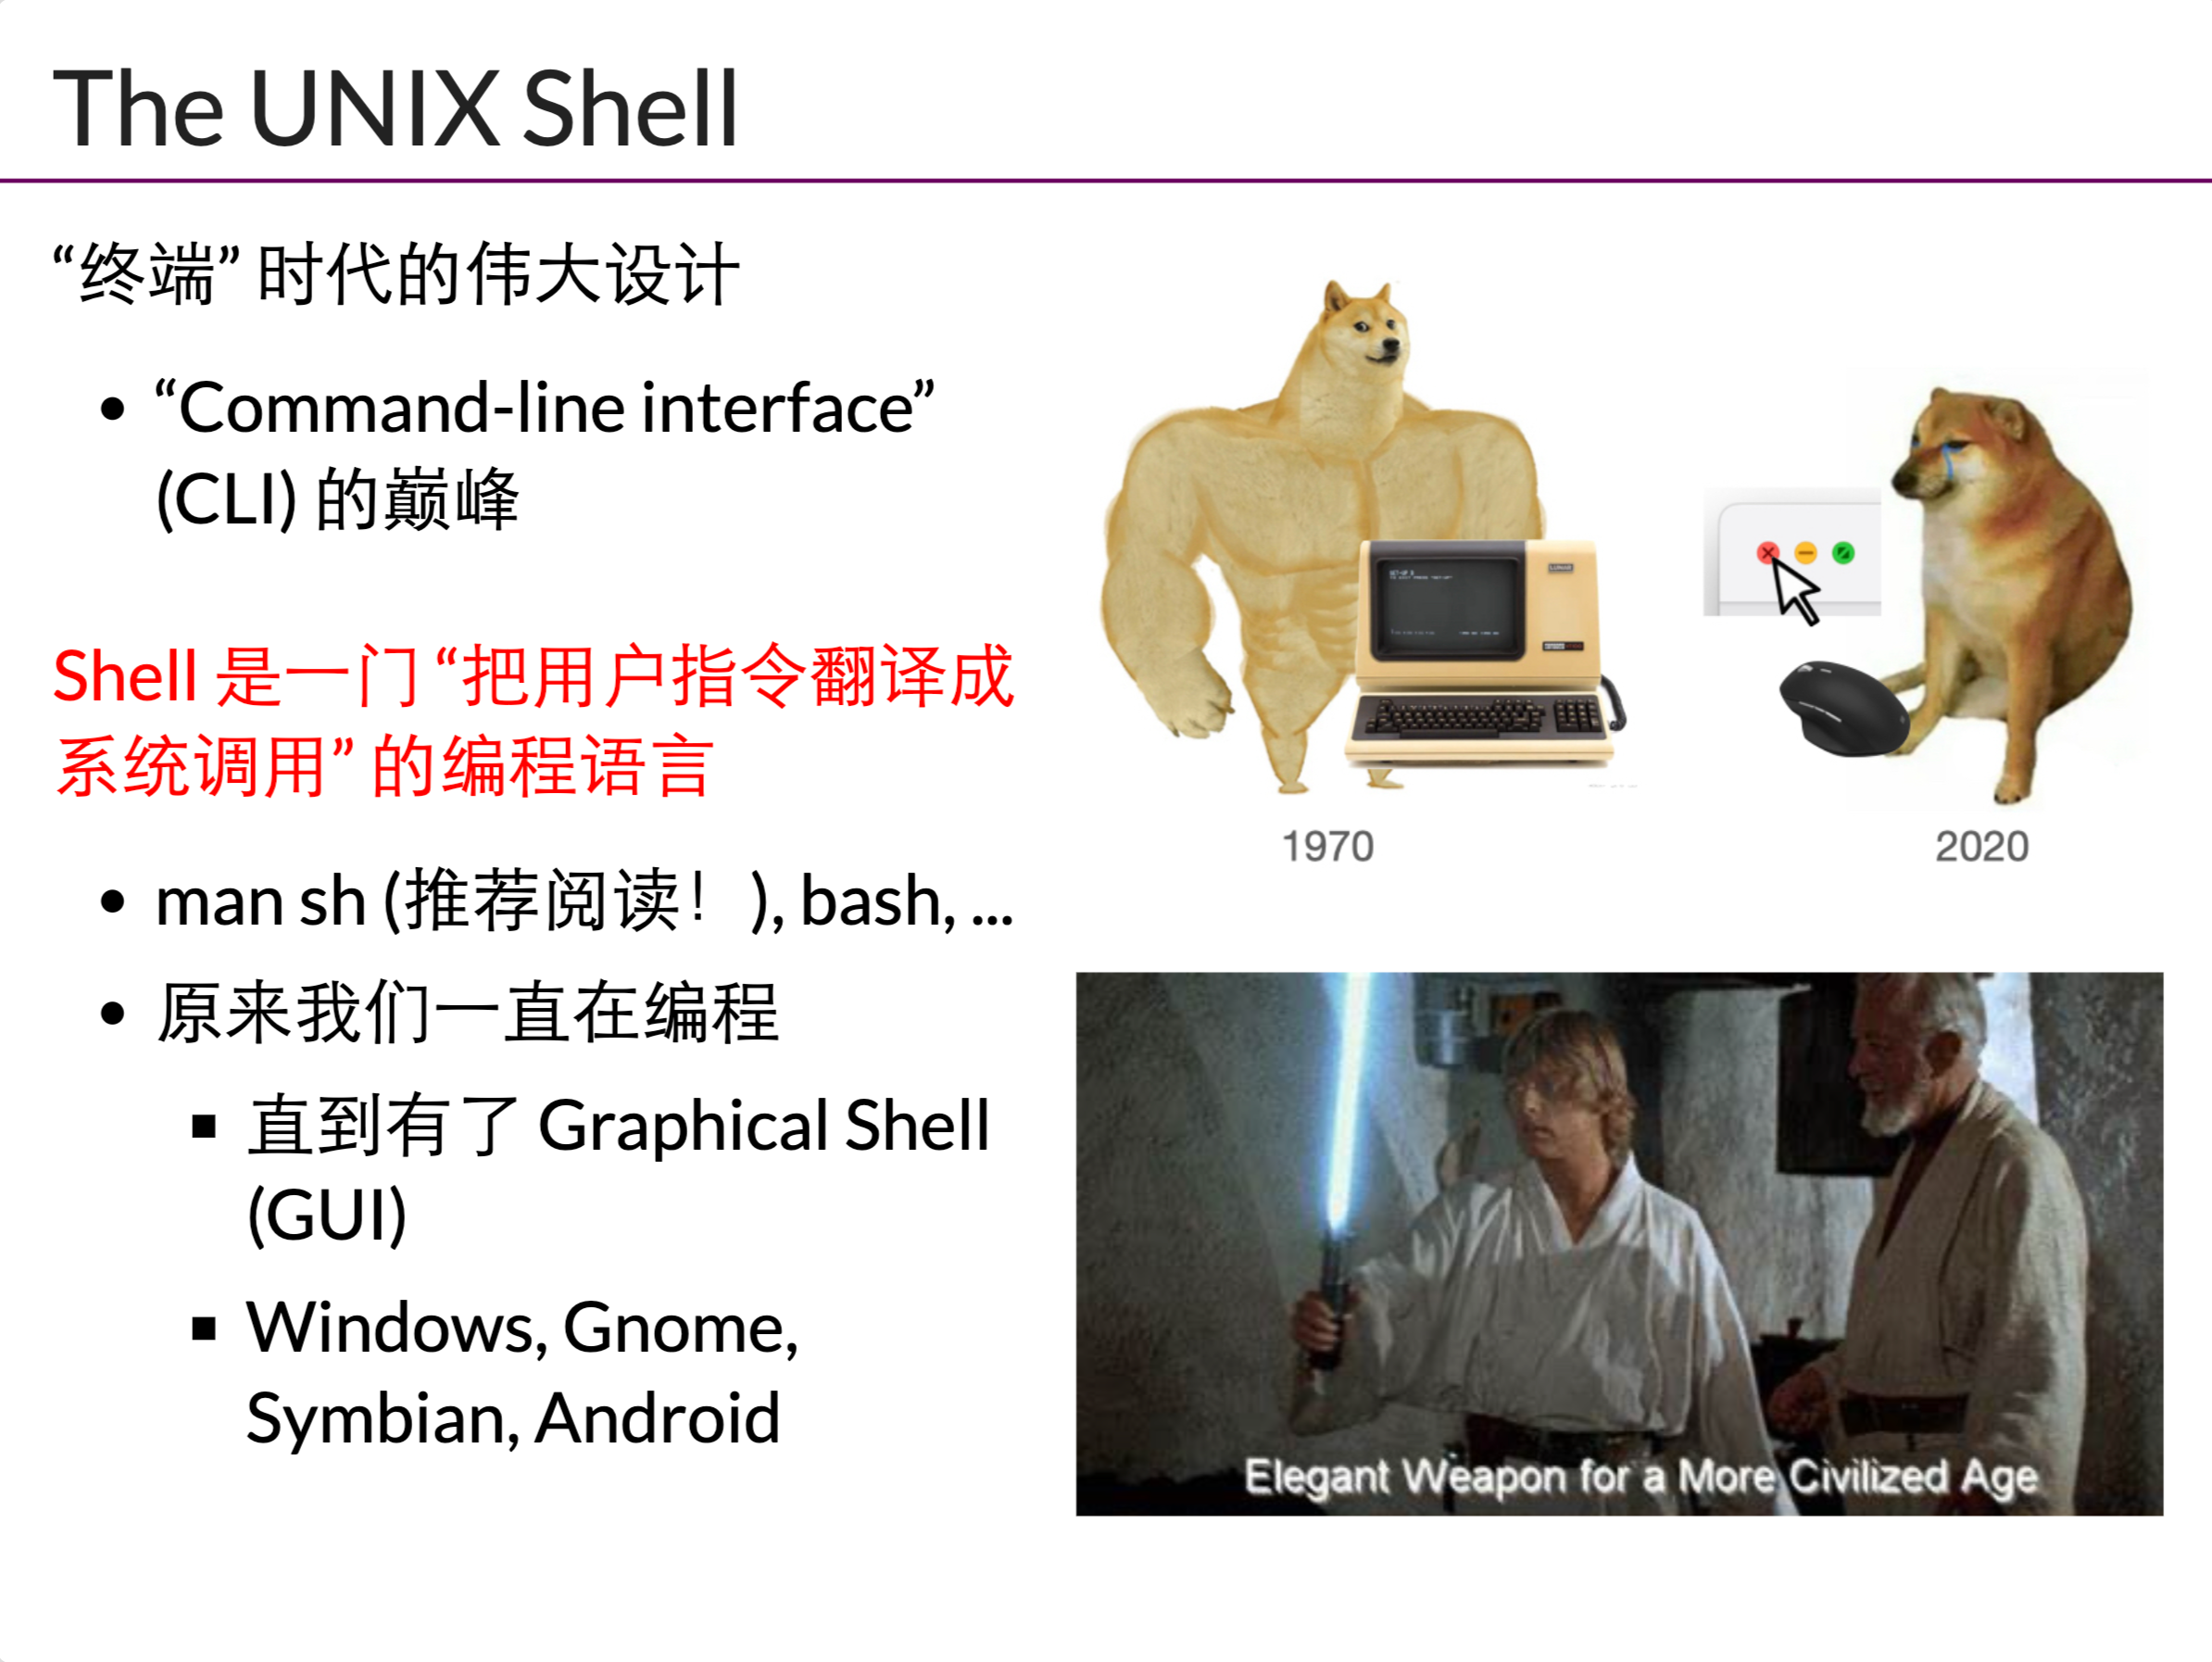 The UNIX Shell
“终端” 时代的伟大设计
• “Command-line interface”
(CLI) 的巅峰
Shell 是一门 “把用户指令翻译成
系统调用” 的编程语言
• man sh (推荐阅读！), bash, ...
• 原来我们一直在编程
▪ 直到有了 Graphical Shell
(GUI)
▪ Windows, Gnome,
Symbian, Android
1970
2020
Elegant Weapon for a More Civilized Age